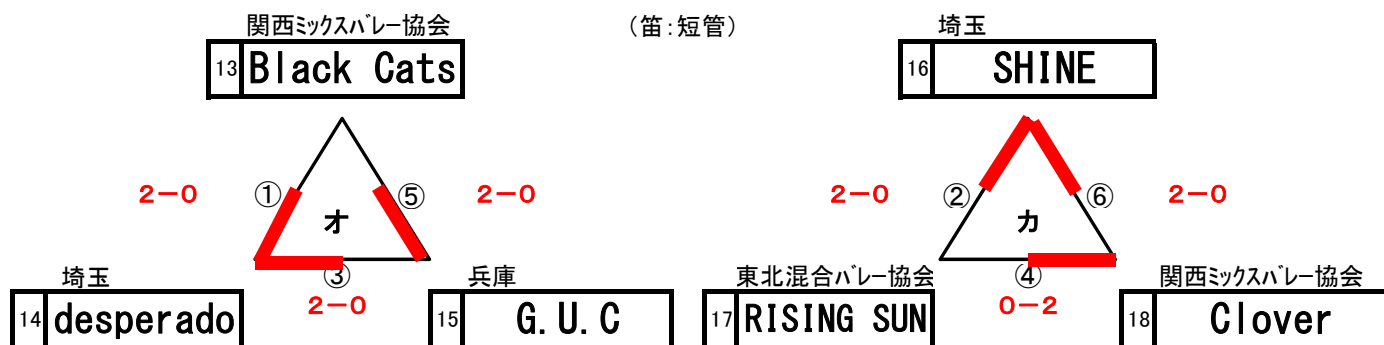 関西ミックスバレー協会 （笛：短管） 埼玉
13 Black Cats 16 SHINE
2－0 ① ⑤ 2－0 2－0 ② ⑥ 2－0
オ カ
③ ④
埼玉 兵庫 東北混合バレー協会 関西ミックスバレー協会
2－0 0－2
14 desperado 15 G.U.C 17 RISING SUN 18 Clover